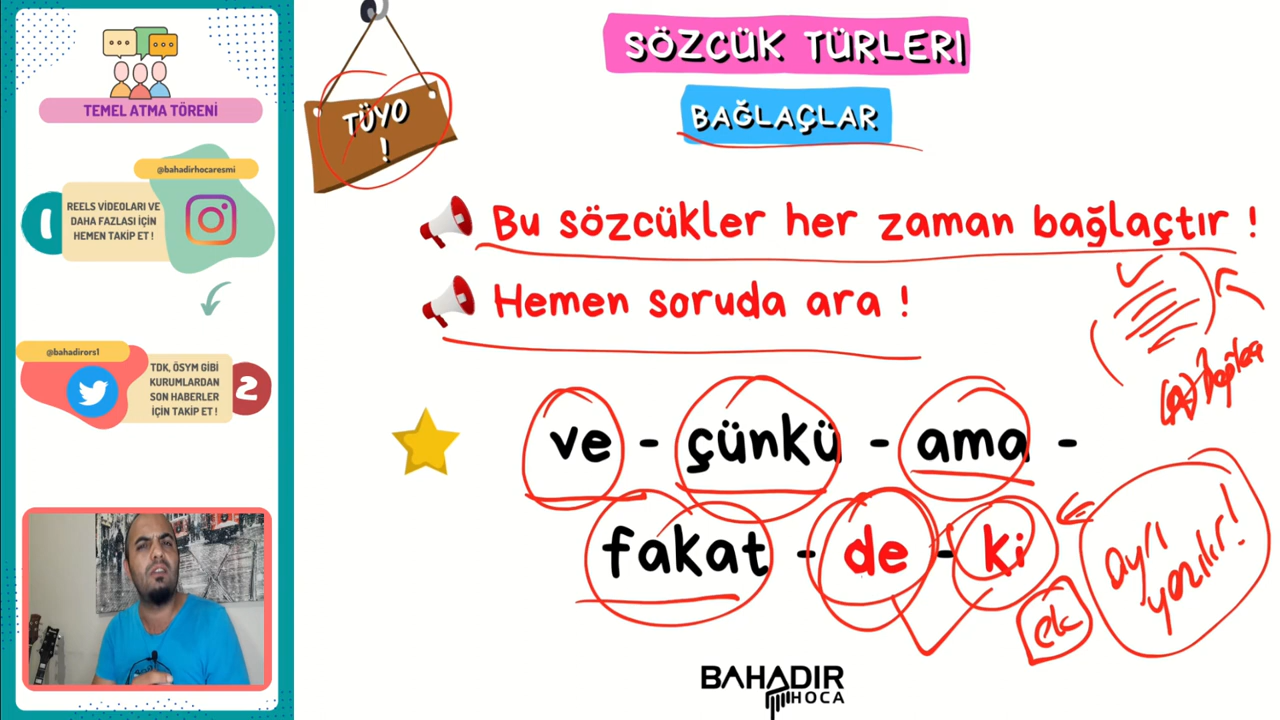 TEMEL ATMA TÖRENİ
@bahadirhocaresmi
1
REELS VİDEOLARI VE
DAHA FAZLASI İÇİN
HEMEN TAKİP ET !
@bahadirors1
TDK, ÖSYM GİBİ
KURUMLARDAN
SON HABERLER
İÇİN TAKİP ET !
2
TÜYO
!
SÖZCÜK TÜRLERI
BAĞLAÇLAR
Bu sözcükler her zaman bağlaçtır !
Hemen soruda ara !
ve - çünkü - ama -
fakat - de - ki
ayrı
yazılır!
ek
BAHADIR
HOCA